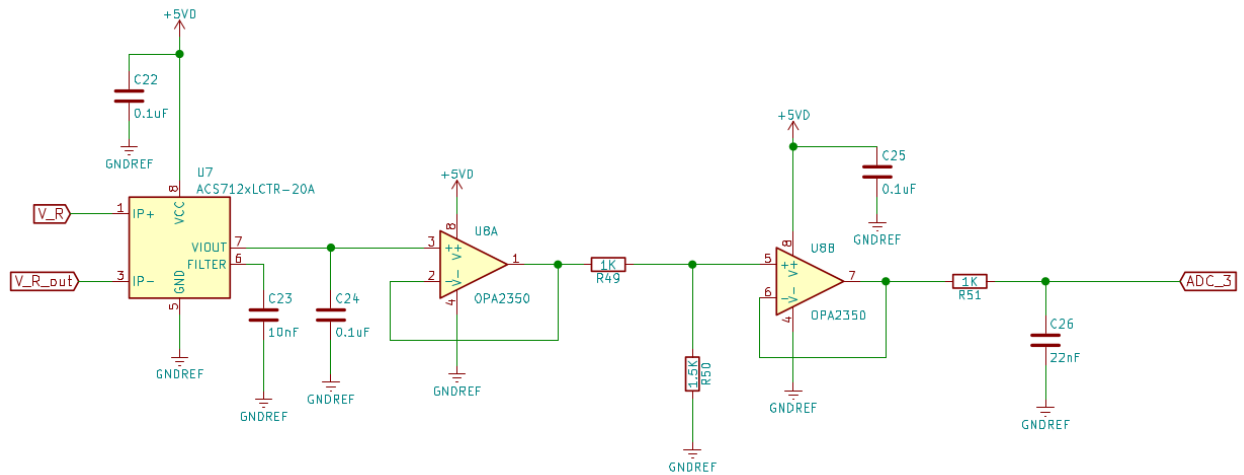 +5VD
C22
0.1uF
GNDREF
U7
ACS712xLCTR-20A
8
VCC
V_R
1
IP+
VIOUT
7
FILTER
6
V_R_out
3
IP-
GND
5
GNDREF
C23
10nF
GNDREF
C24
0.1uF
GNDREF
+5VD
8
U8A
3
+
V+
1
2
-
V-
4
OPA2350
GNDREF
1K
R49
1.5K
R50
GNDREF
+5VD
C25
0.1uF
GNDREF
8
U8B
5
+
V+
7
6
-
V-
4
OPA2350
GNDREF
1K
R51
C26
22nF
GNDREF
ADC_3